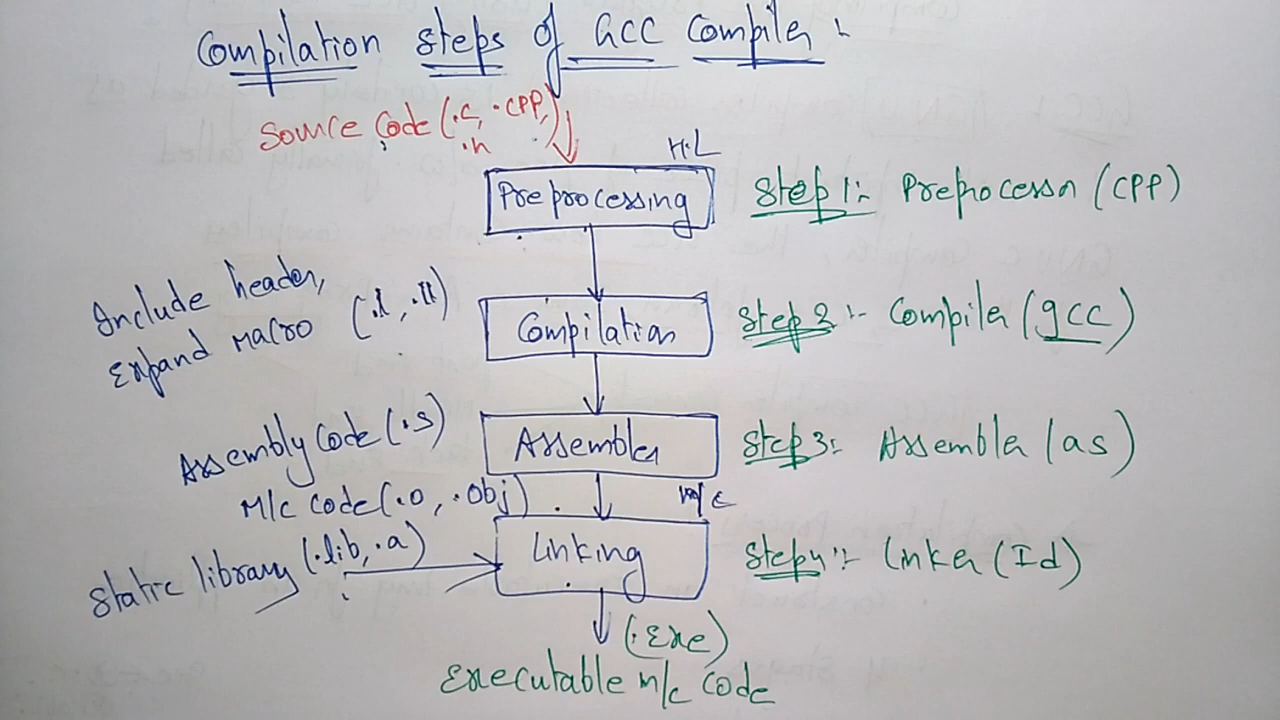 Compilation steps of GCC Compiler :
Source Code (.c, .CPP,
.h )
H.L
Preprocessing
Step 1:- Preprocessor (CPP)
Include header,
Expand macro (.i, .ii)
Compilation
Step 2 :- Compiler (gcc)
Assembly Code (.s)
Assembler
Step 3:- Assembler (as)
M/c code (.o, .obj)
M/c
Static library (.lib, .a)
Linking
Step 4 :- Linker (Id)
(.Exe)
Executable m/c code